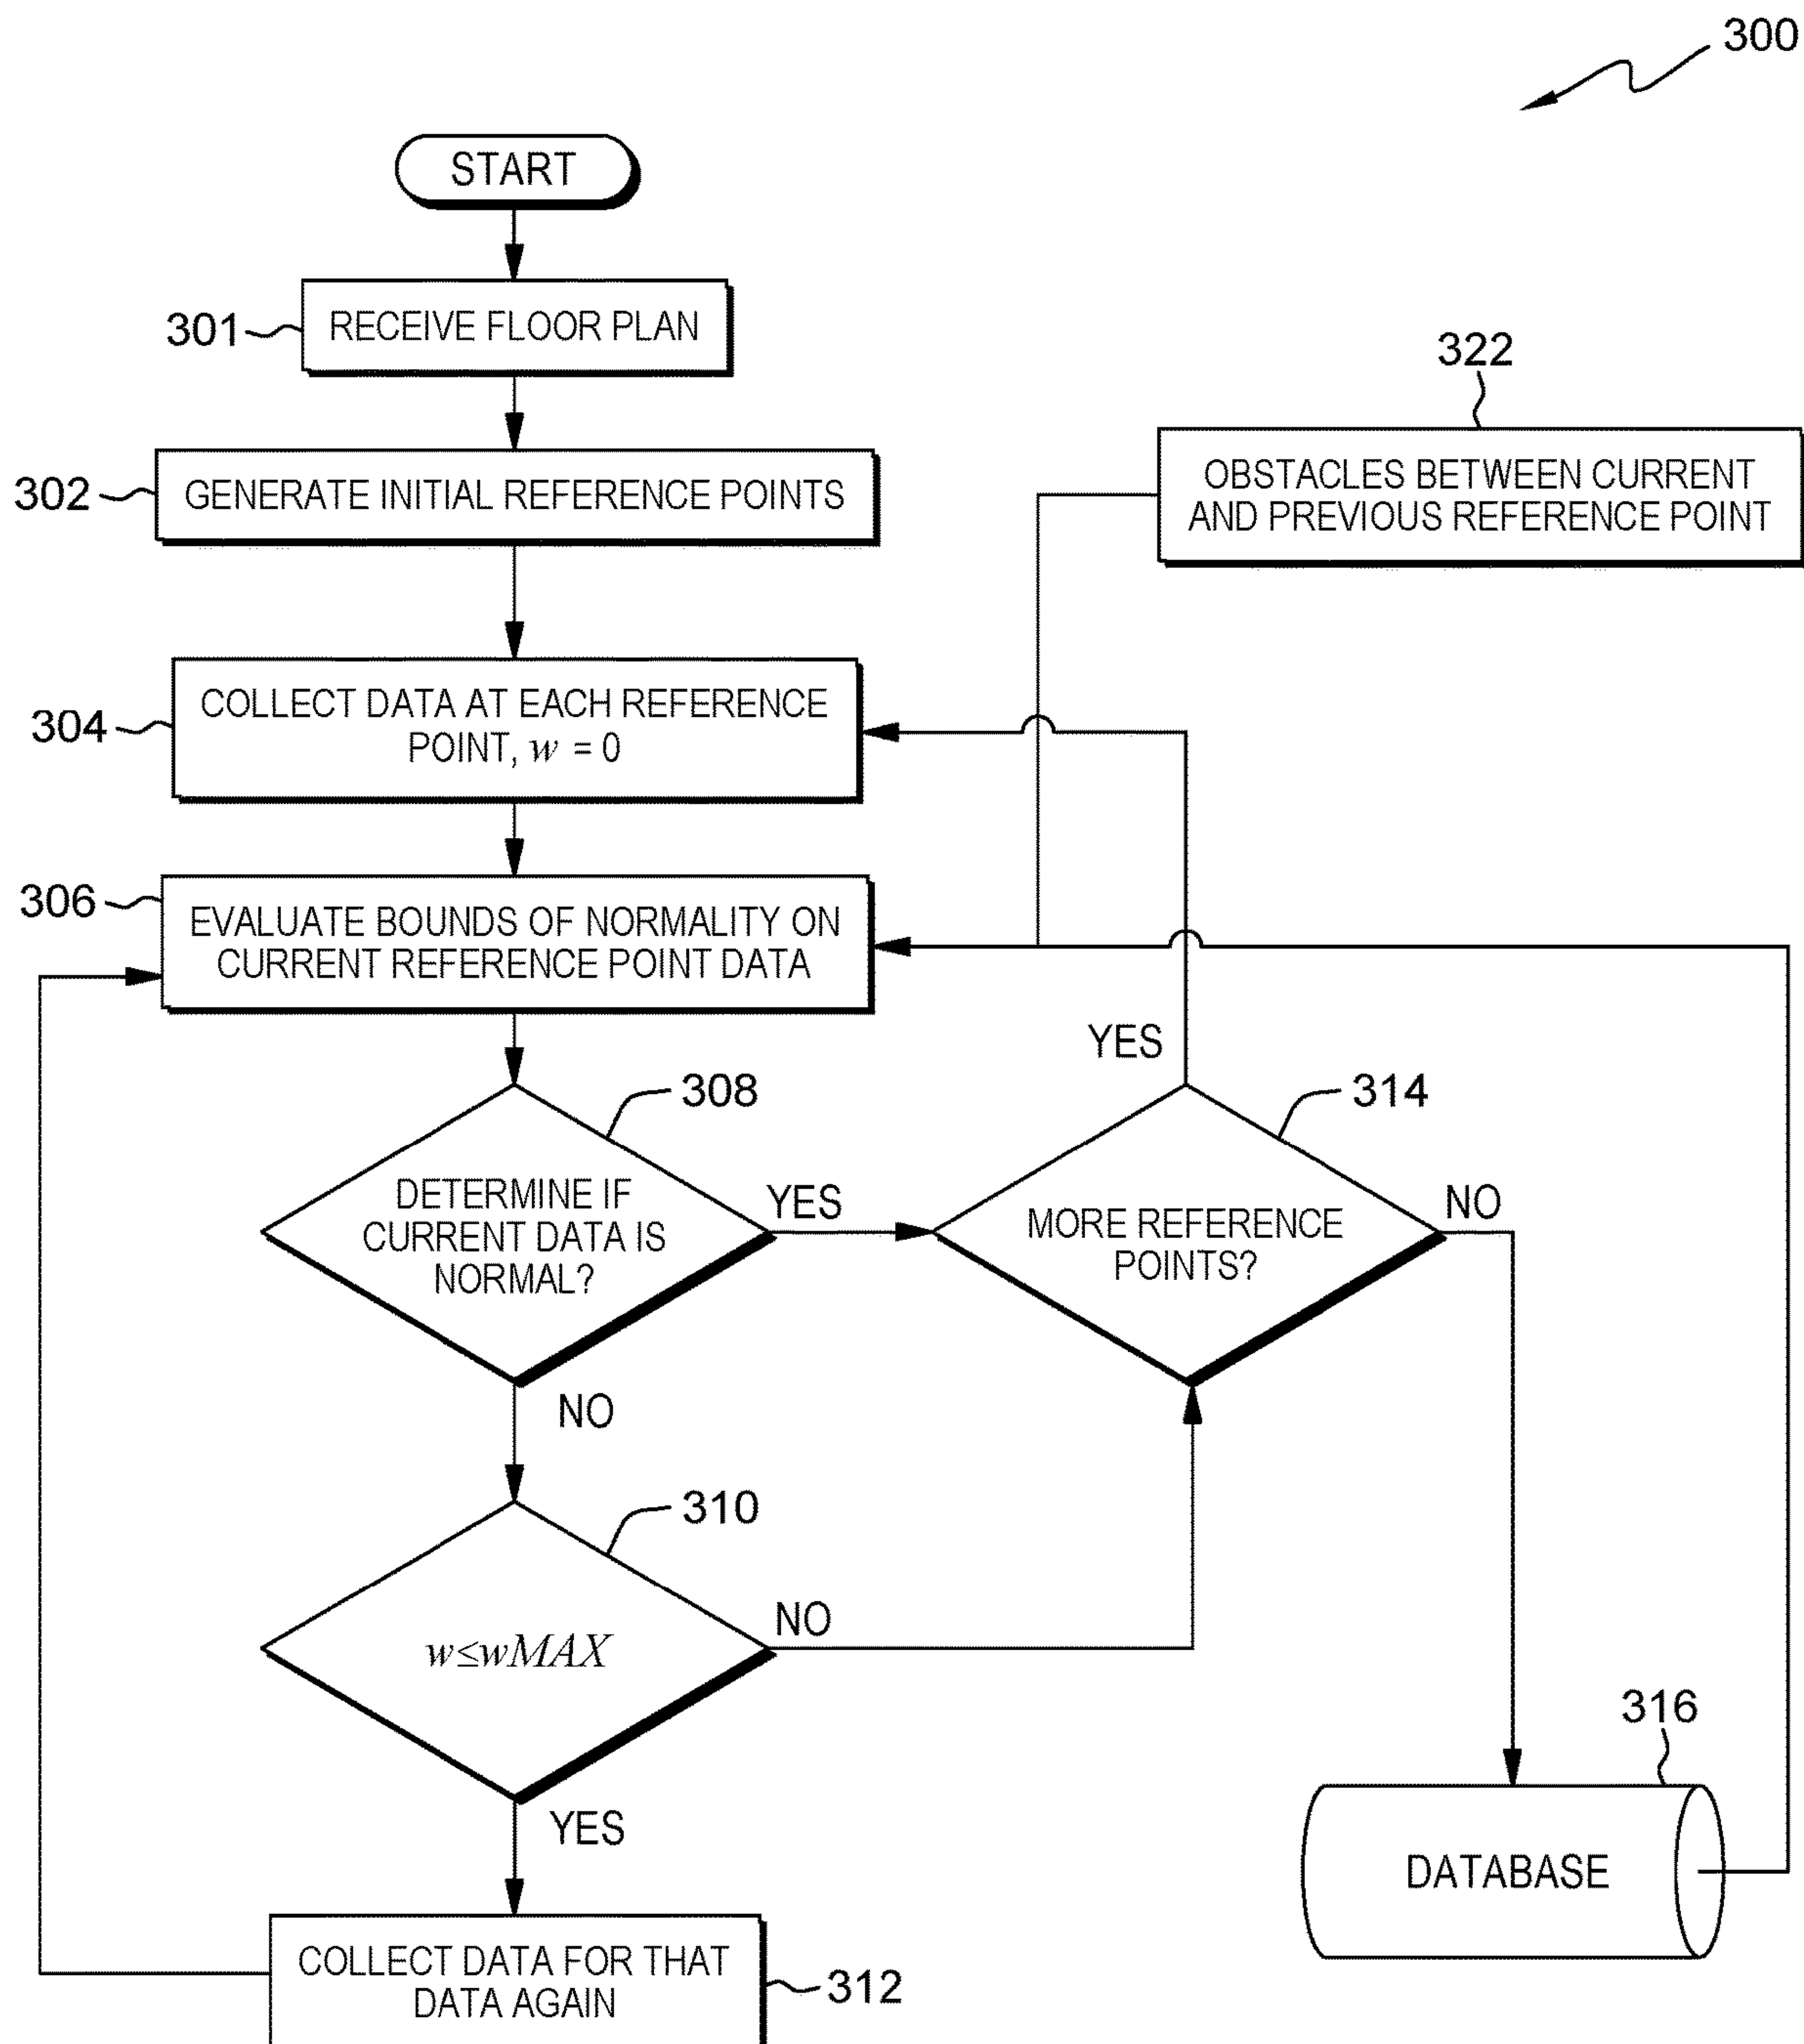 300
START
301
RECEIVE FLOOR PLAN
322
302
GENERATE INITIAL REFERENCE POINTS
OBSTACLES BETWEEN CURRENT
AND PREVIOUS REFERENCE POINT
304
COLLECT DATA AT EACH REFERENCE
POINT, w = 0
306
EVALUATE BOUNDS OF NORMALITY ON
CURRENT REFERENCE POINT DATA
YES
308
314
DETERMINE IF
CURRENT DATA IS
NORMAL?
YES
MORE REFERENCE
POINTS?
NO
NO
310
w≤wMAX
NO
YES
316
DATABASE
COLLECT DATA FOR THAT
DATA AGAIN
312